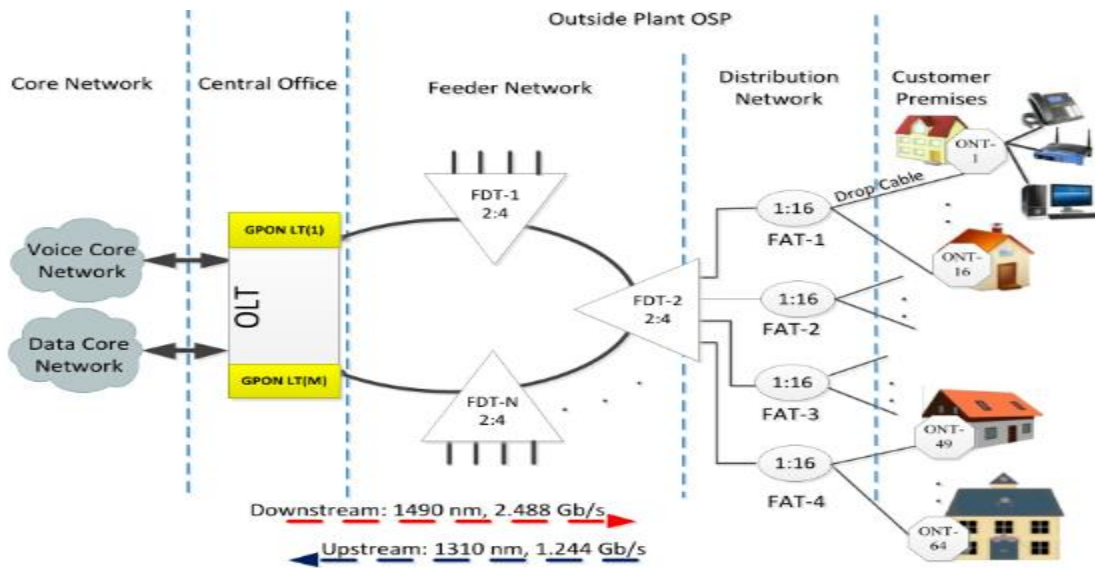 Outside Plant OSP
Core Network
Central Office
Feeder Network
Distribution
Network
Customer
Premises
Voice Core
Network
Data Core
Network
GPON LT(1)
OLT
GPON LT(M)
FDT-1
2:4
FDT-2
2:4
FDT-N
2:4
1:16
FAT-1
1:16
FAT-2
1:16
FAT-3
1:16
FAT-4
Drop Cable
ONT-
1
ONT-
16
ONT-
49
ONT-
64
Downstream: 1490 nm, 2.488 Gb/s
Upstream: 1310 nm, 1.244 Gb/s